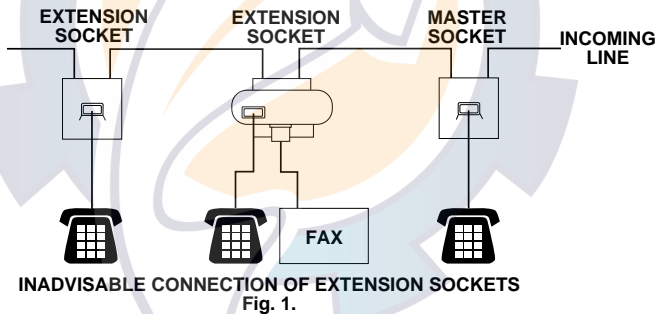 EXTENSION
SOCKET
EXTENSION
SOCKET
MASTER
SOCKET
INCOMING
LINE
FAX
INADVISABLE CONNECTION OF EXTENSION SOCKETS
Fig. 1.